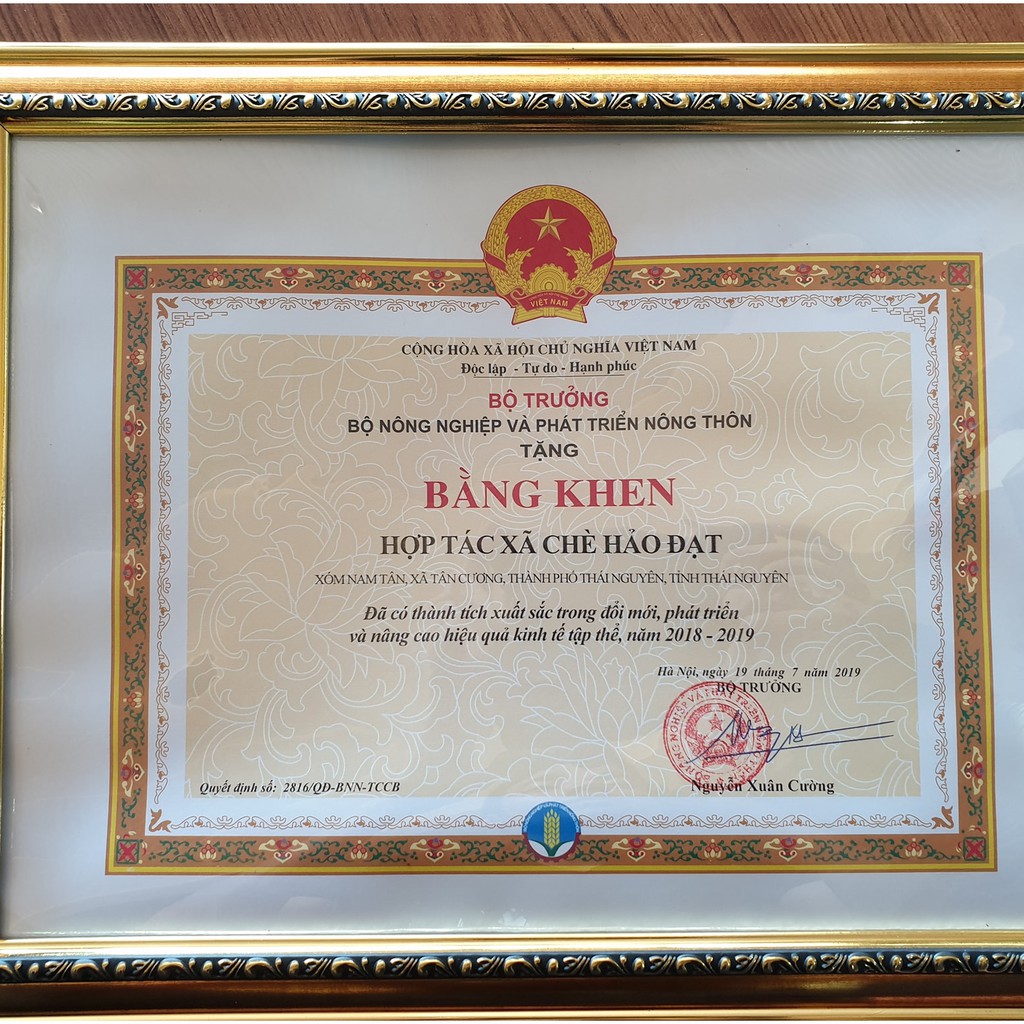 VIỆT NAM
CỘNG HÒA XÃ HỘI CHỦ NGHĨA VIỆT NAM
Độc lập - Tự do - Hạnh phúc
BỘ TRƯỞNG
BỘ NÔNG NGHIỆP VÀ PHÁT TRIỂN NÔNG THÔN
TẶNG
BẰNG KHEN
HỢP TÁC XÃ CHÈ HẢO ĐẠT
XÓM NAM TÂN, XÃ TÂN CƯƠNG, THÀNH PHỐ THÁI NGUYÊN, TỈNH THÁI NGUYÊN
Đã có thành tích xuất sắc trong đổi mới, phát triển
và nâng cao hiệu quả kinh tế tập thể, năm 2018 - 2019
Hà Nội, ngày 19 tháng 7 năm 2019
BỘ TRƯỞNG
Nguyễn Xuân Cường
Quyết định số: 2816/QĐ-BNN-TCCB